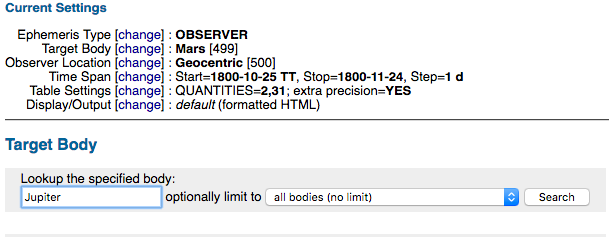 Current Settings
Ephemeris Type [change] : OBSERVER
Target Body [change] : Mars [499]
Observer Location [change] : Geocentric [500]
Time Span [change] : Start=1800-10-25 TT, Stop=1800-11-24, Step=1 d
Table Settings [change] : QUANTITIES=2,31; extra precision=YES
Display/Output [change] : default (formatted HTML)
Target Body
Lookup the specified body:
Jupiter optionally limit to all bodies (no limit) Search